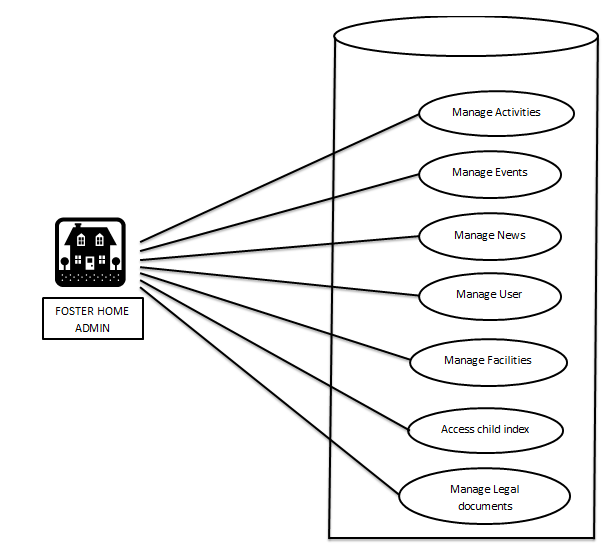 Manage Activities
Manage Events
Manage News
Manage User
FOSTER HOME
ADMIN
Manage Facilities
Access child index
Manage Legal
documents